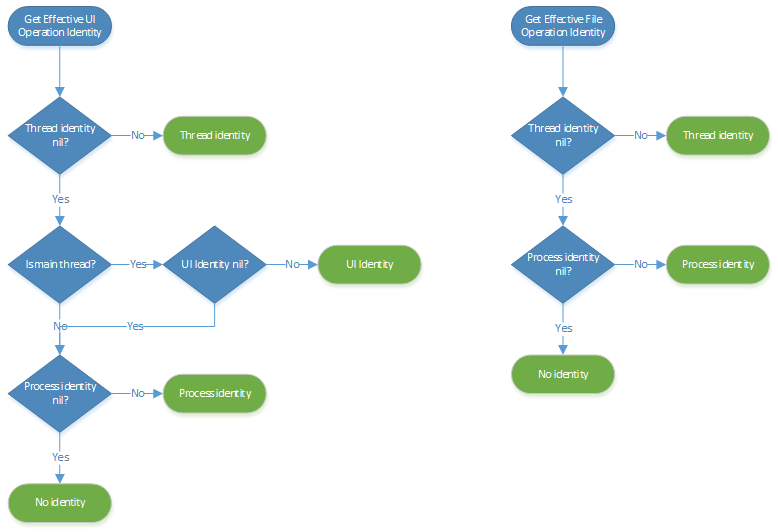 Get Effective UI
Operation Identity
Thread identity
nil?
No
Thread identity
Yes
Is main thread?
Yes
UI Identity nil?
No
UI Identity
No
Yes
Process identity
nil?
No
Process identity
Yes
No identity
Get Effective File
Operation Identity
Thread identity
nil?
No
Thread identity
Yes
Process identity
nil?
No
Process identity
Yes
No identity